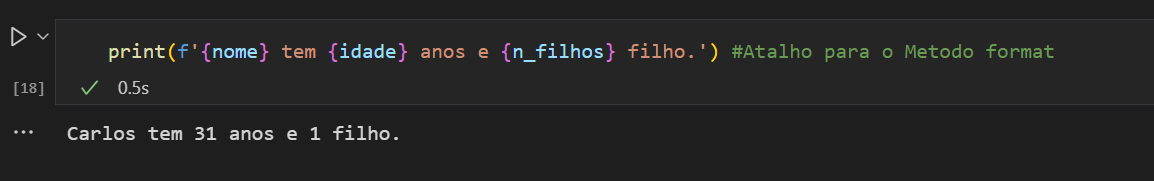 print(f'{nome} tem {idade} anos e {n_filhos} filho.') #Atalho para o Metodo format
[18]
0.5s
Carlos tem 31 anos e 1 filho.